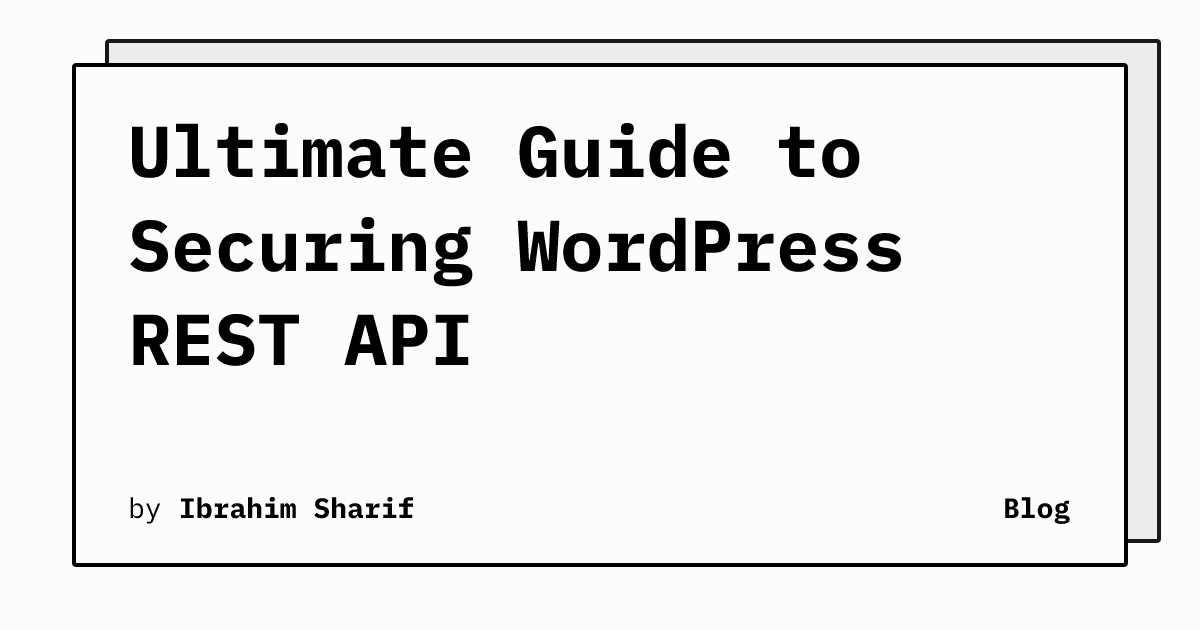 Ultimate Guide to
Securing WordPress
REST API
by Ibrahim Sharif
Blog